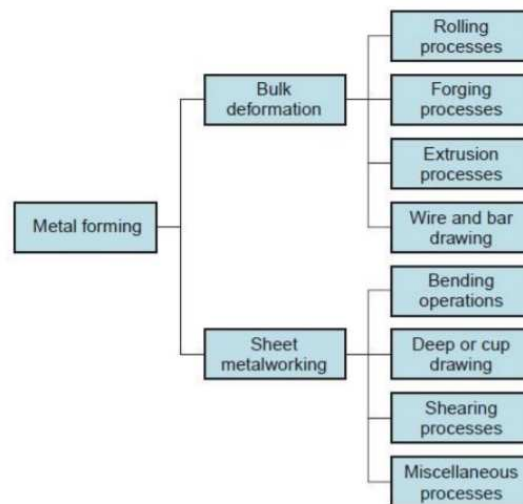 Rolling
processes
Bulk
deformation
Forging
processes
Extrusion
processes
Metal forming
Wire and bar
drawing
Bending
operations
Sheet
metalworking
Deep or cup
drawing
Shearing
processes
Miscellaneous
processes